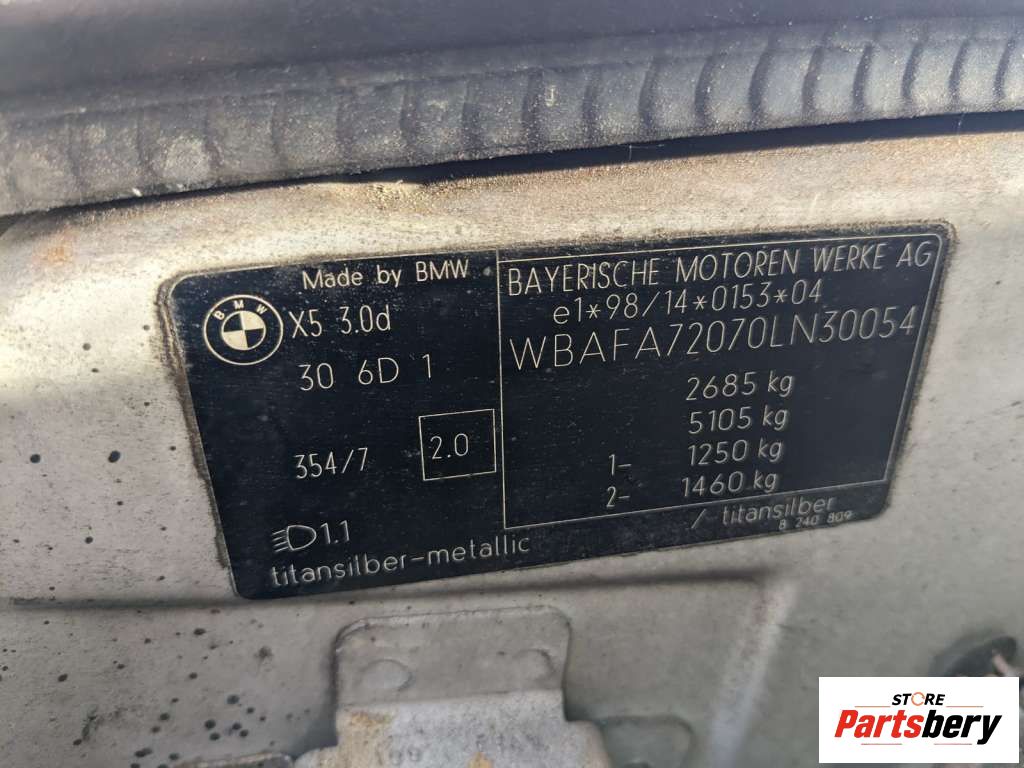 Made by BMW
BMW
X5 3.0d
30 6D 1
354/7
2.0
1.1
titansilber-metallic
BAYERISCHE MOTOREN WERKE AG
e1*98/14*0153*04
WBAFA72070LN30054
2685 kg
5105 kg
1- 1250 kg
2- 1460 kg
/ titansilber
8 240 809
STORE
Partsbery